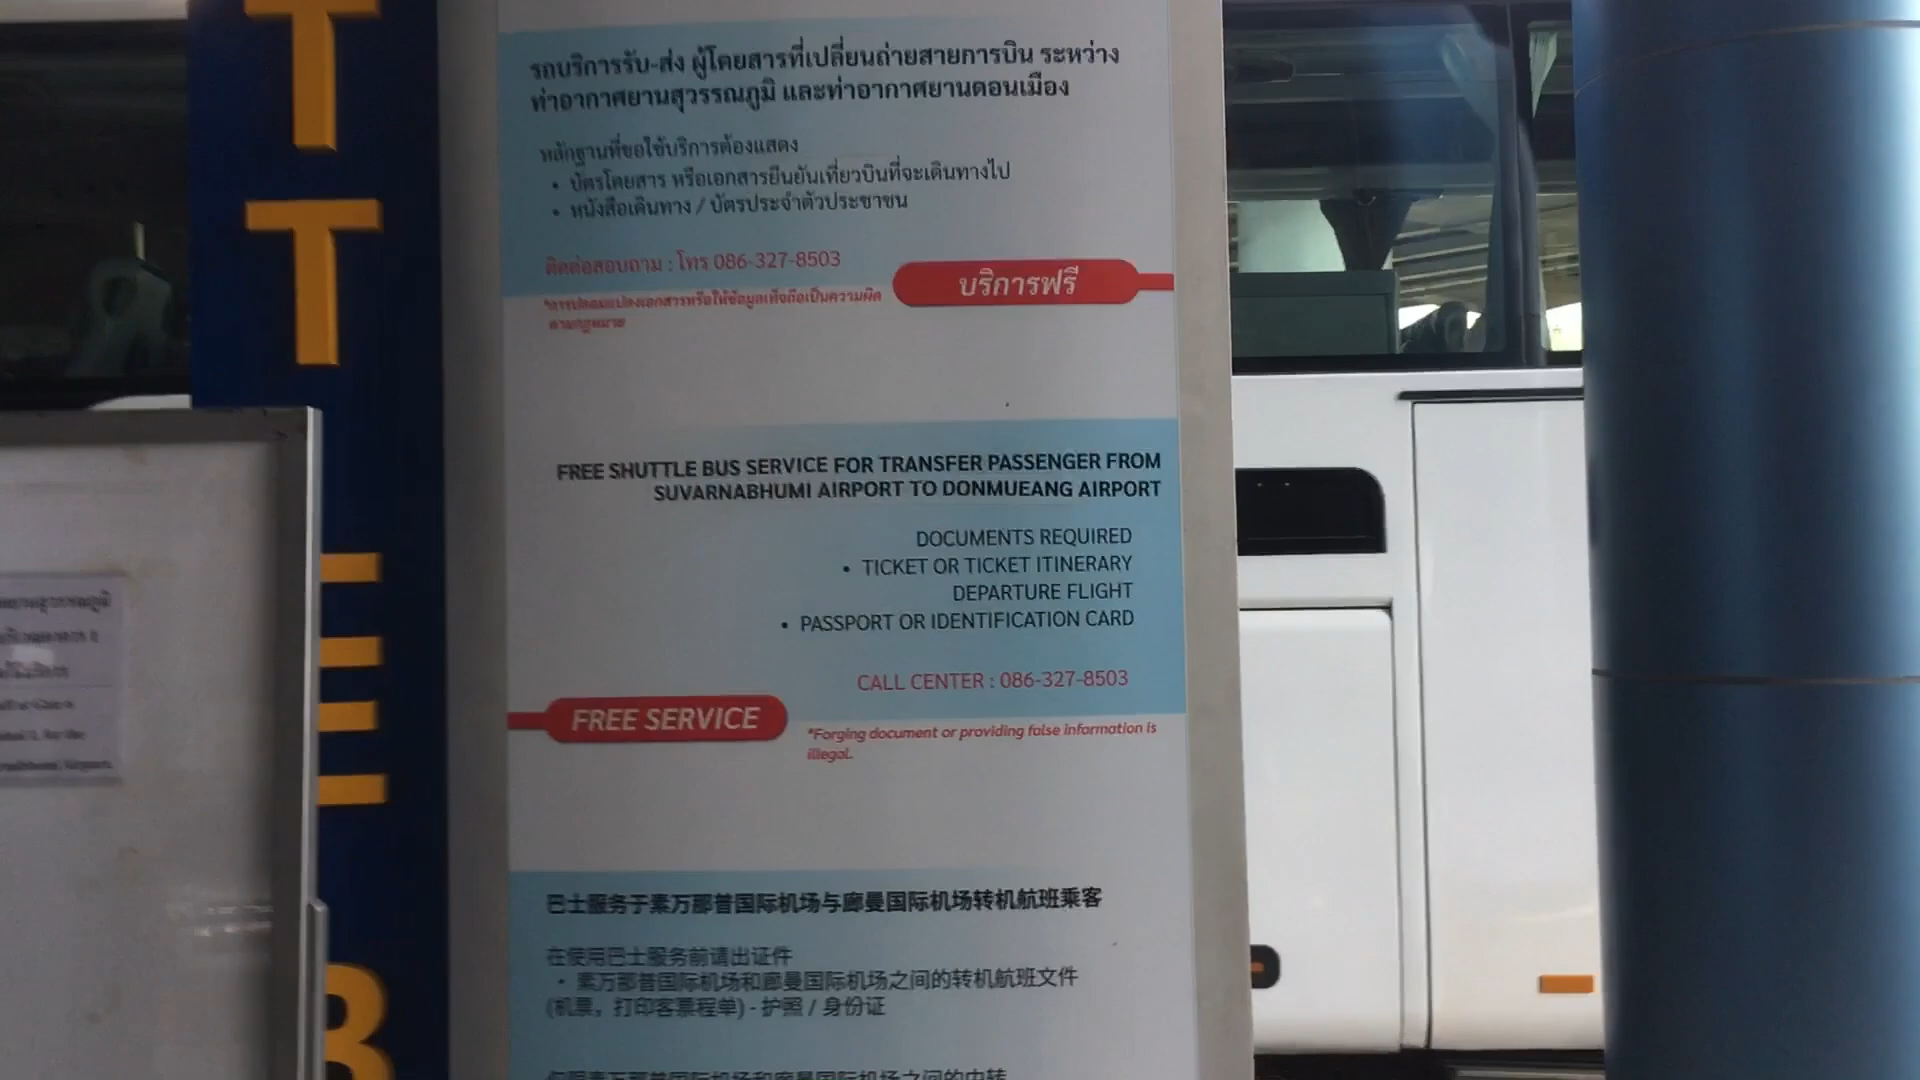 รถบริการรับ-ส่ง ผู้โดยสารที่เปลี่ยนถ่ายสายการบิน ระหว่าง
ท่าอากาศยานสุวรรณภูมิ และท่าอากาศยานดอนเมือง
หลักฐานที่ขอใช้บริการต้องแสดง
• บัตรโดยสาร หรือเอกสารยืนยันเที่ยวบินที่จะเดินทางไป
• หนังสือเดินทาง / บัตรประจำตัวประชาชน
ติดต่อสอบถาม : โทร 086-327-8503
*การปลอมแปลงเอกสารหรือให้ข้อมูลเท็จถือเป็นความผิด
ตามกฎหมาย
บริการฟรี
FREE SHUTTLE BUS SERVICE FOR TRANSFER PASSENGER FROM
SUVARNABHUMI AIRPORT TO DONMUEANG AIRPORT
DOCUMENTS REQUIRED
• TICKET OR TICKET ITINERARY
DEPARTURE FLIGHT
• PASSPORT OR IDENTIFICATION CARD
CALL CENTER : 086-327-8503
FREE SERVICE
*Forging document or providing false information is
illegal.
巴士服务于素万那普国际机场与廊曼国际机场转机航班乘客
在使用巴士服务前请出证件
• 素万那普国际机场和廊曼国际机场之间的转机航班文件
(机票，打印客票程单) - 护照 / 身份证
T
T
E
B